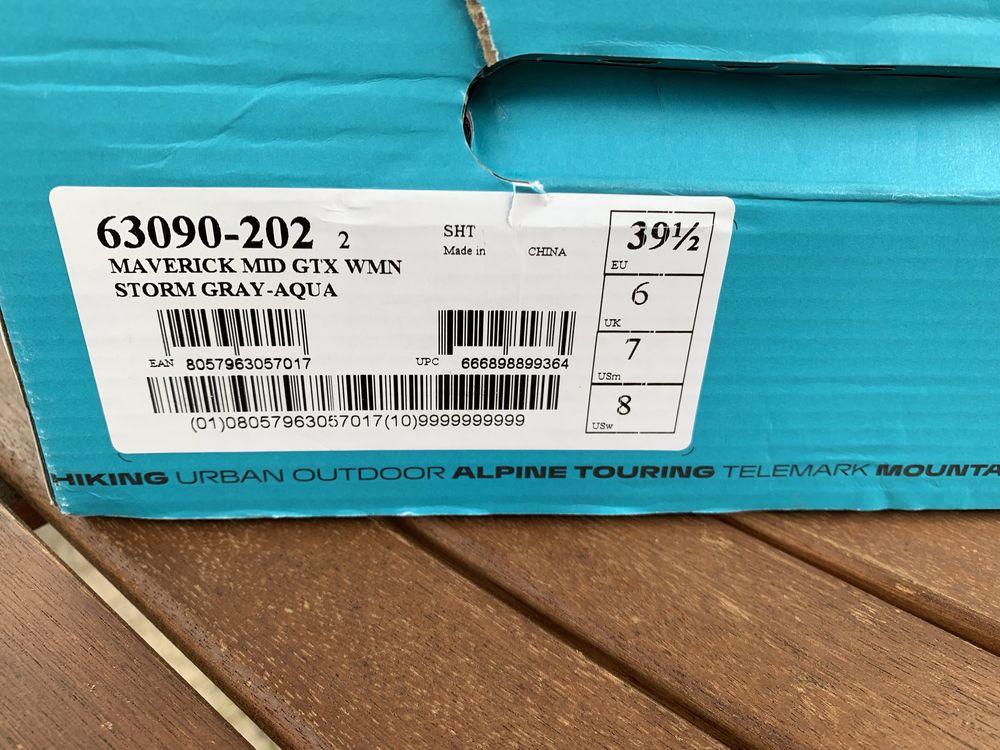 63090-202 2
MAVERICK MID GTX WMN
STORM GRAY-AQUA
SHT
Made in CHINA
EAN 8057963057017
UPC 666898899364
(01)08057963057017(10)9999999999
39½
EU
6
UK
7
USm
8
USw
HIKING URBAN OUTDOOR ALPINE TOURING TELEMARK MOUNTA